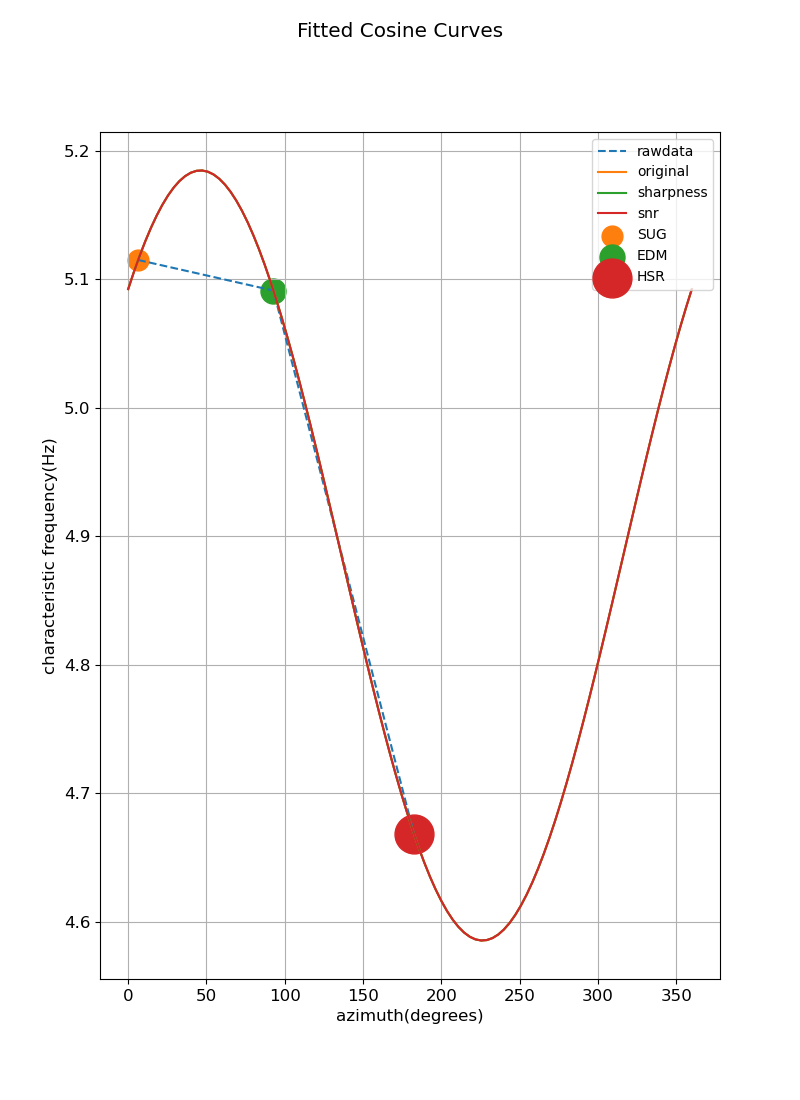 Fitted Cosine Curves
5.2
5.1
5.0
4.9
4.8
4.7
4.6
characteristic frequency(Hz)
rawdata
original
sharpness
snr
SUG
EDM
HSR
0 50 100 150 200 250 300 350
azimuth(degrees)